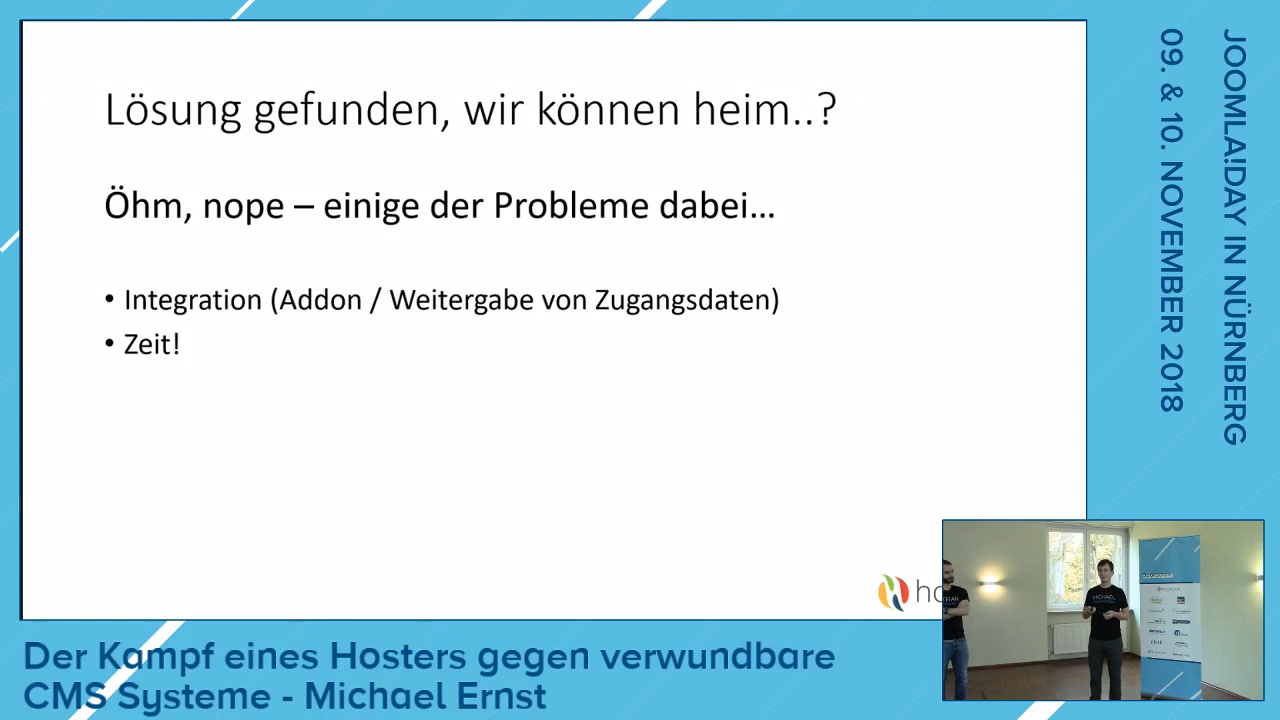 Lösung gefunden, wir können heim..?
Öhm, nope – einige der Probleme dabei...
• Integration (Addon / Weitergabe von Zugangsdaten)
• Zeit!
JOOMLA!DAY IN NÜRNBERG
09. & 10. NOVEMBER 2018
MICHAEL
Der Kampf eines Hosters gegen verwundbare
CMS Systeme - Michael Ernst